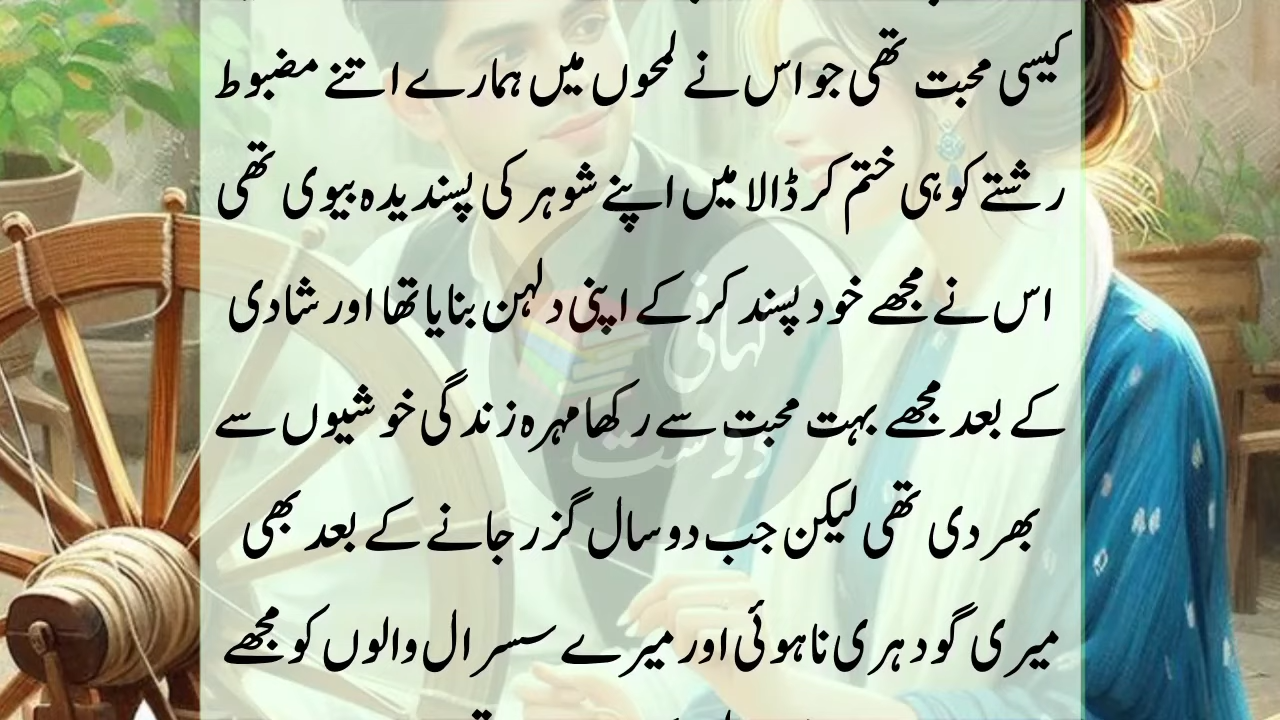 کیسی محبت تھی جو اس نے لمحوں میں ہمارے اتنے مضبوط
رشتے کو ہی ختم کر ڈالا میں اپنے شوہر کی پسندیدہ بیوی تھی
اس نے مجھے خود پسند کر کے اپنی دلہن بنایا تھا اور شادی
کے بعد مجھے بہت محبت سے رکھا مہرہ زندگی خوشیوں سے
بھر دی تھی لیکن جب دو سال گزر جانے کے بعد بھی
میری گود ہری نا ہوئی اور میرے سسرال والوں کو مجھے
کہانی
دوست